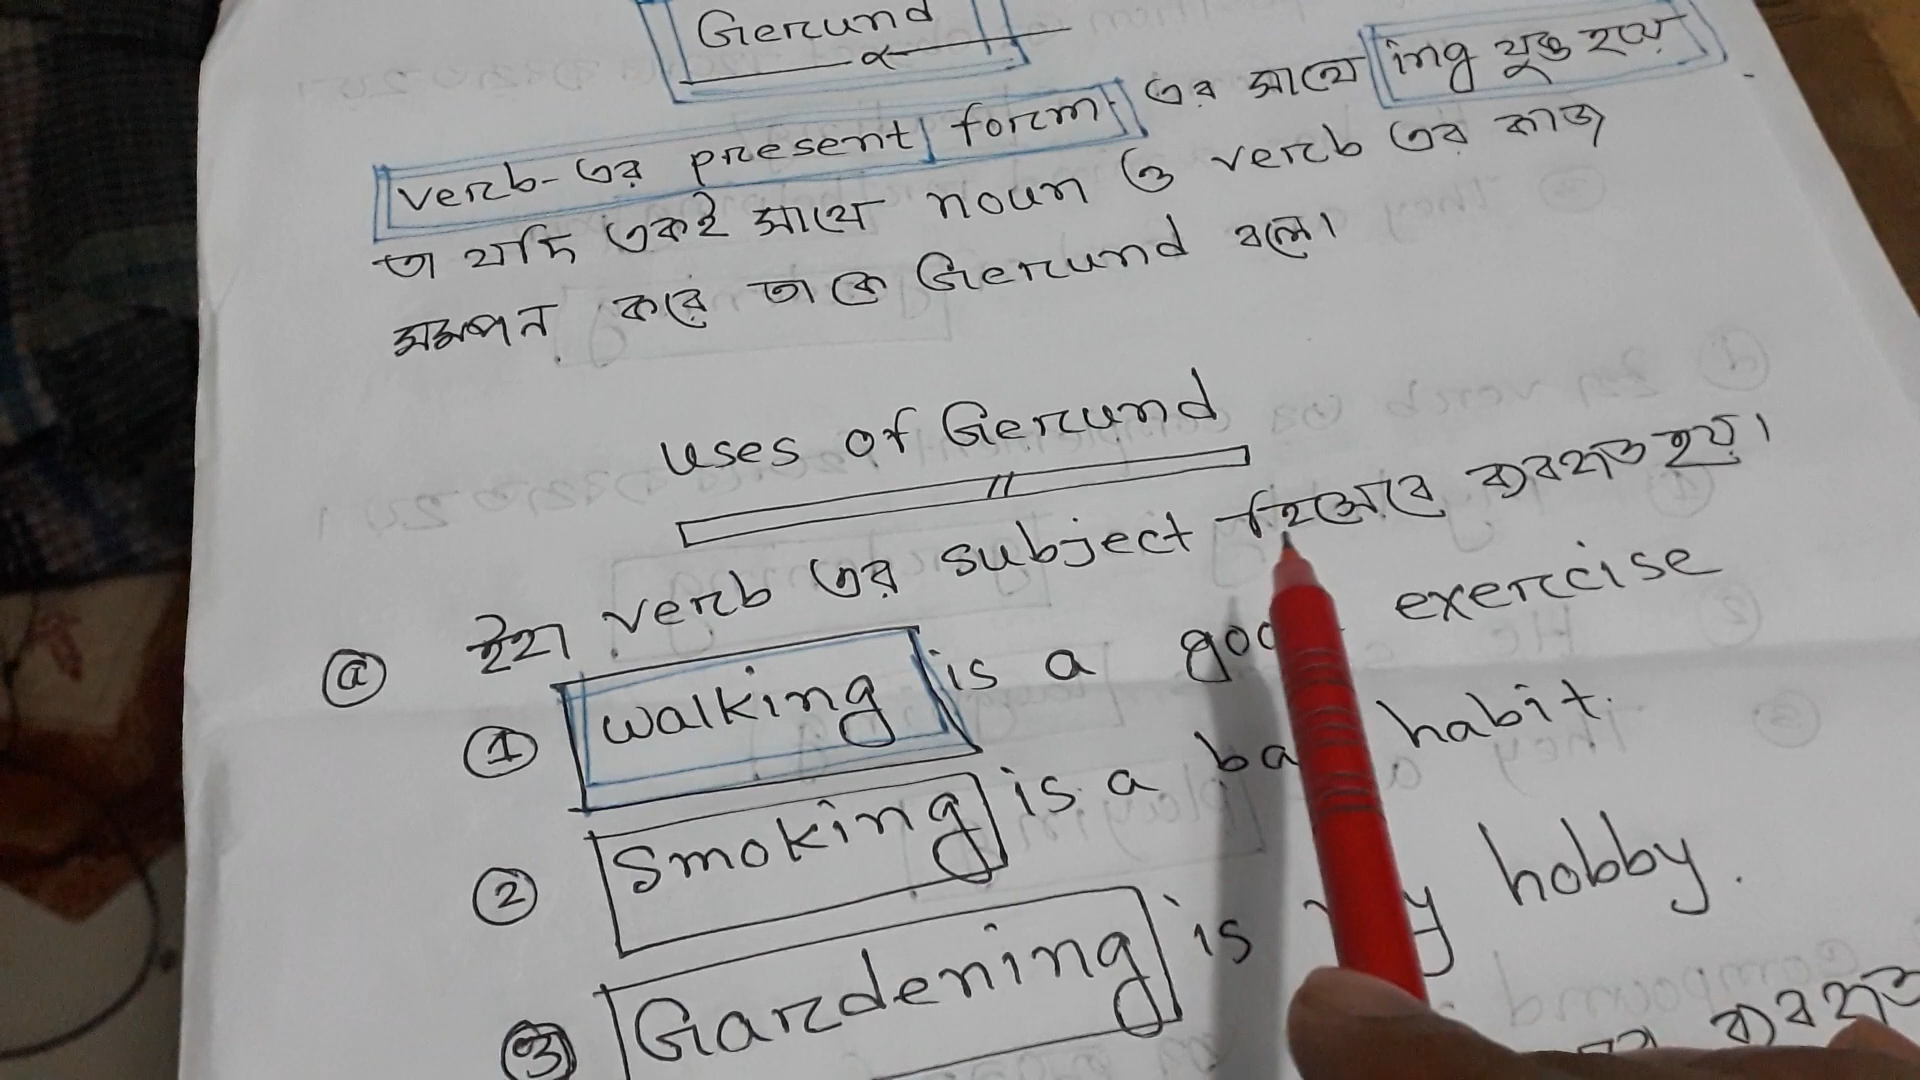 Gerund
verb-এর present form এর সাথে ing যুক্ত হয়ে
তা যদি একই সাথে noun ও verb এর কাজ
সম্পন করে তাকে Gerund বলে।
uses of Gerund
ⓐ ইহা verb এর subject হিসেবে ব্যবহৃত হয়।
① walking is a exercise
② Smoking is a habit.
③ Gardening is hobby.